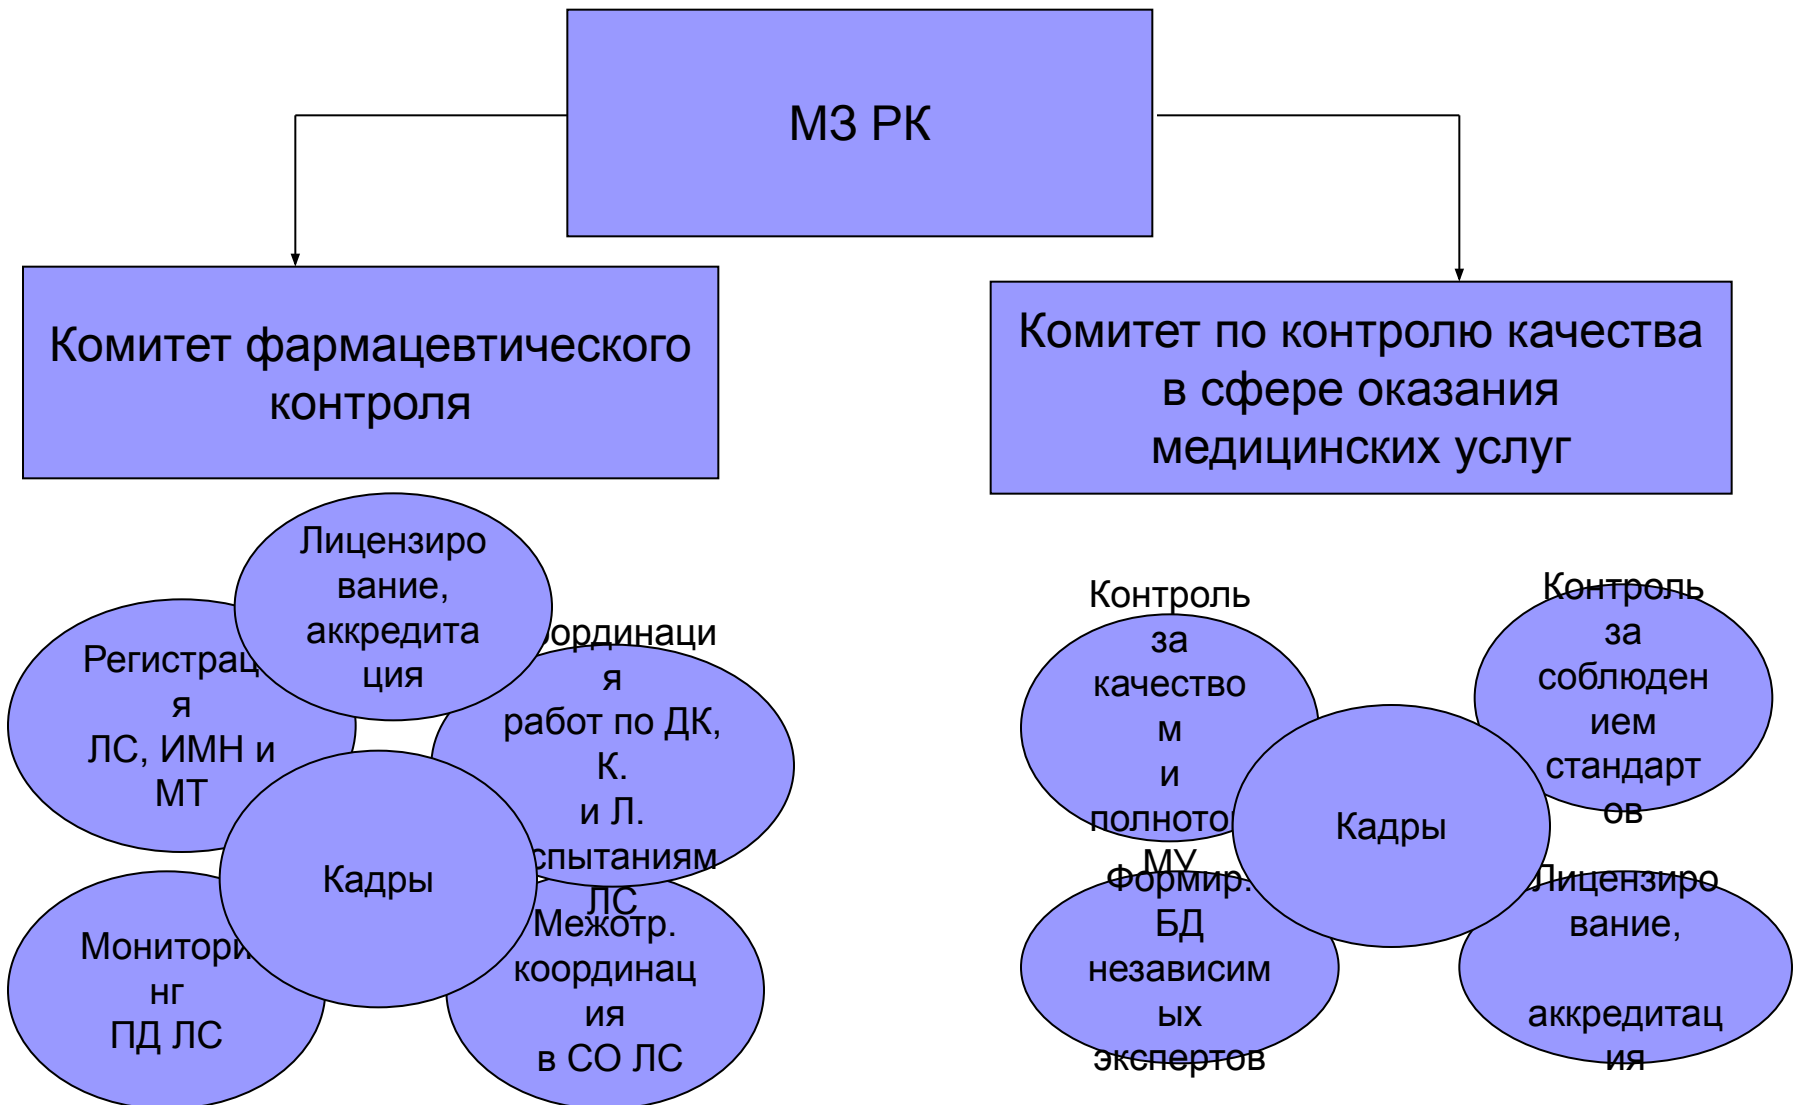 МЗ РК
Комитет фармацевтического
контроля
Комитет по контролю качества
в сфере оказания
медицинских услуг
Лицензиро
вание,
аккредита
ция
Регистрац
я
ЛС, ИМН и
МТ
ординаци
я
работ по ДК,
К.
и Л.
спытаниям
ЛС
Кадры
Монитори
нг
ПД ЛС
Межотр.
координац
ия
в СО ЛС
Контроль
за
качество
м
и
полното
МУ
Контроль
за
соблюден
ием
стандарт
ов
Кадры
Формир.
БД
независим
ых
экспертов
Лицензиро
вание,
аккредитац
ия